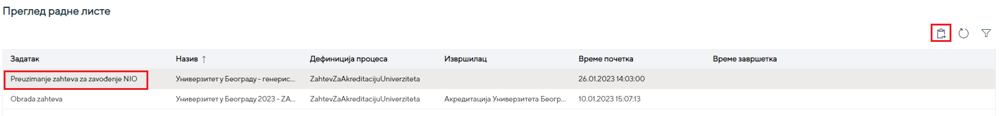 Преглед радне листе
Задатак Назив ↑ Дефиниција процеса Извршилац Време почетка Време завршетка
Preuzimanje zahteva za zavođenje NIO Универзитет у Београду - генерис... ZahtevZaAkreditacijuUniverziteta 26.01.2023 14:03:00
Obrada zahteva Универзитет у Београду 2023 - ZA... ZahtevZaAkreditacijuUniverziteta Акредитација Универзитета Беогр... 10.01.2023 15:07:13